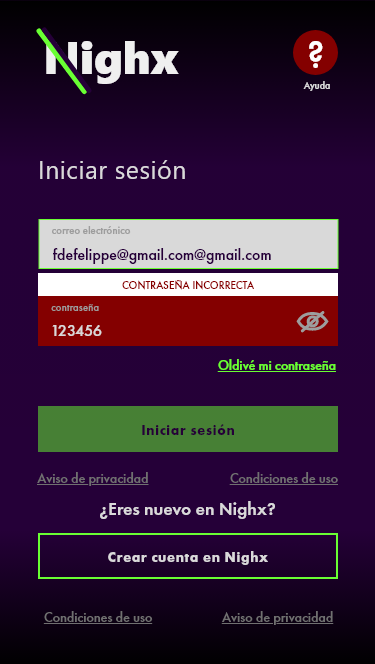 Nighx
?
Ayuda
Iniciar sesión
correo electrónico
fdefelippe@gmail.com@gmail.com
CONTRASEÑA INCORRECTA
contraseña
123456
Oldivé mi contraseña
Iniciar sesión
Aviso de privacidad Condiciones de uso
¿Eres nuevo en Nighx?
Crear cuenta en Nighx
Condiciones de uso Aviso de privacidad